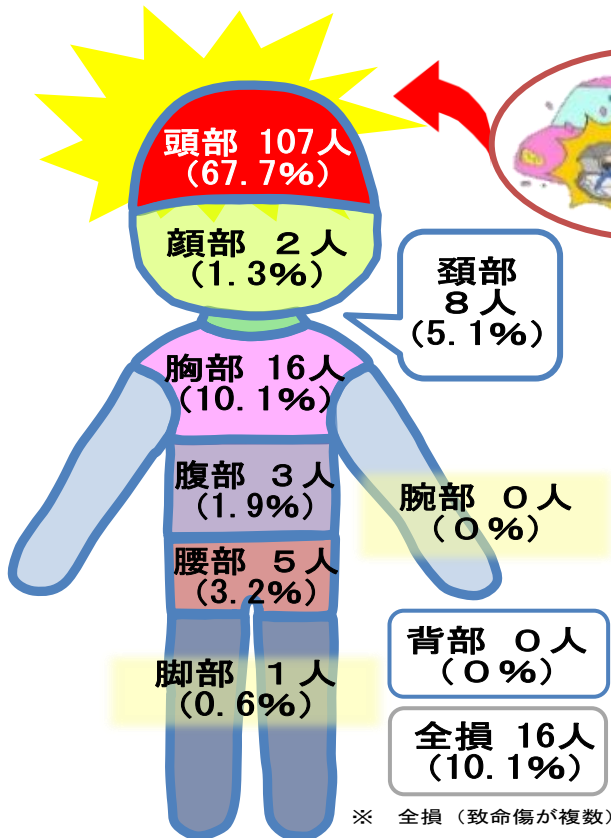 頭部 107人
(67.7%)
顔部 ２人
(1.3%)
頚部
８人
(5.1%)
胸部 16人
(10.1%)
腹部 ３人
(1.9%)
腕部 ０人
(０%)
腰部 ５人
(3.2%)
背部 ０人
(０%)
脚部 １人
(0.6%)
全損 16人
(10.1%)
※ 全損（致命傷が複数）